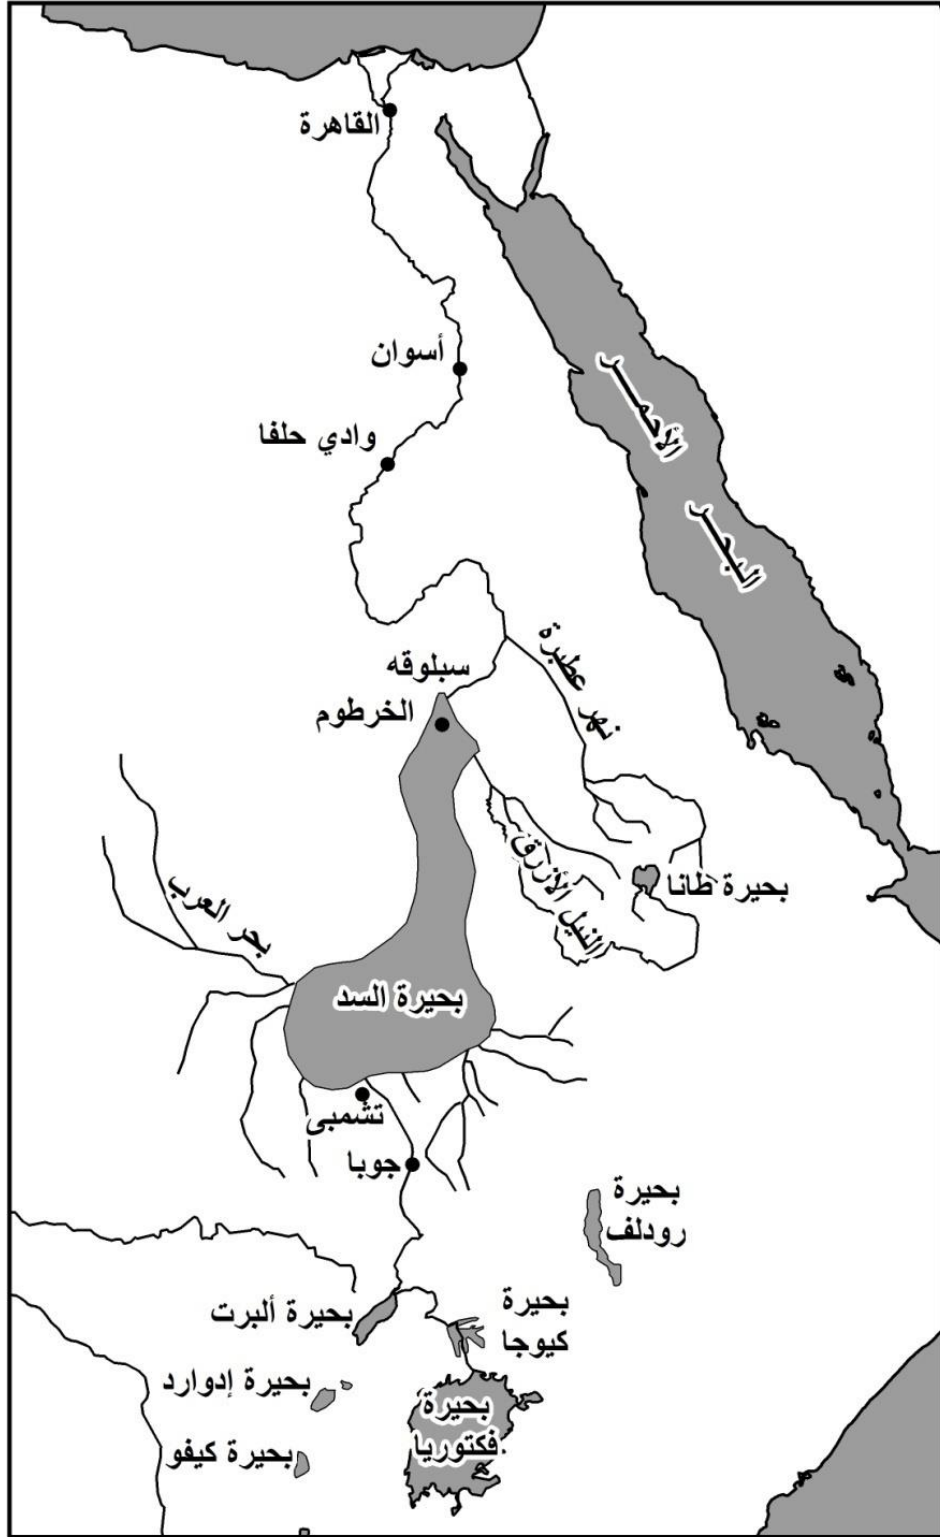 القاهرة
أسوان
وادي حلفا
البحر
الأحمر
سبلوقه
الخرطوم
نهر عطبرة
بحر العرب
النيل الأزرق
بحيرة طانا
بحيرة السد
تشمبى
جوبا
بحيرة
رودلف
بحيرة ألبرت
بحيرة
كيوجا
بحيرة إدوارد
بحيرة
فكتوريا
بحيرة كيفو